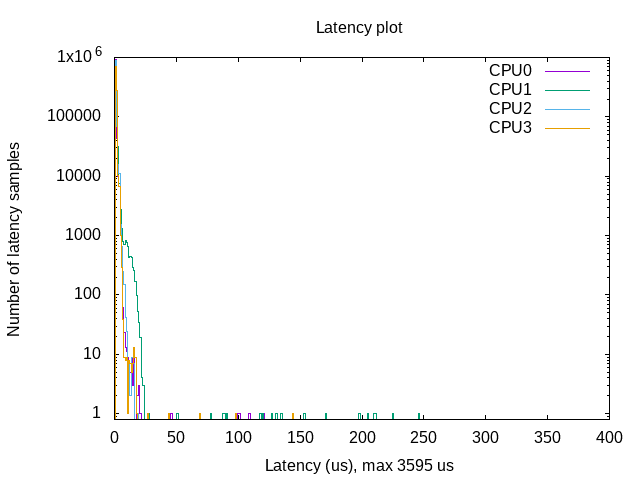 Latency plot
1x10^6
100000
10000
1000
100
10
1
Number of latency samples
CPU0
CPU1
CPU2
CPU3
0 50 100 150 200 250 300 350 400
Latency (us), max 3595 us